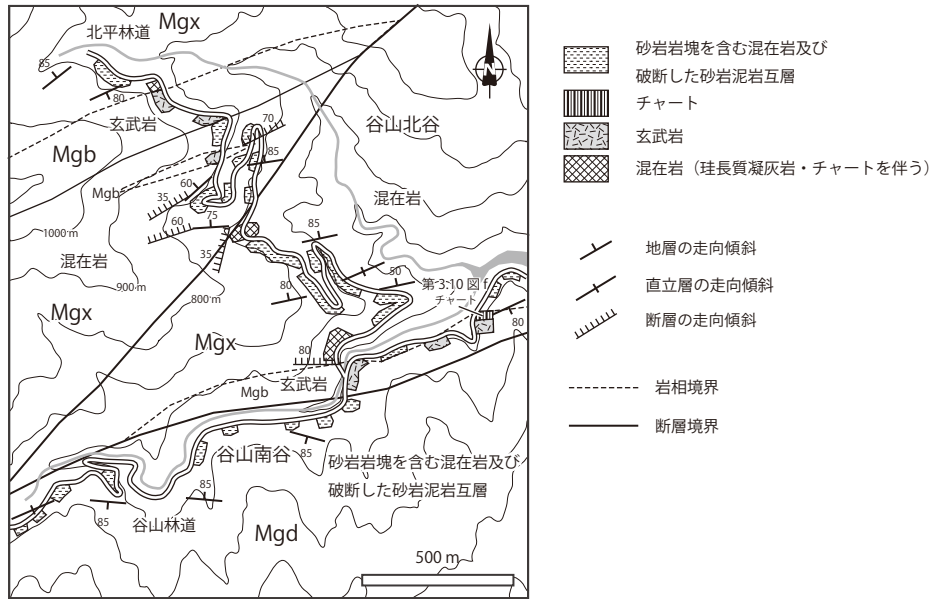 北平林道
Mgx
85
80
玄武岩
Mgb
谷山北谷
70
85
Mgb
60
35
混在岩
75
60
85
1000 m
35
混在岩
50
第3.10 図 f
チャート
900 m
80
800 m
Mgx
Mgx
80
80
玄武岩
Mgb
谷山南谷
85
砂岩岩塊を含む混在岩及び
破断した砂岩泥岩互層
85
85
谷山林道
Mgd
500 m
N
砂岩岩塊を含む混在岩及び
破断した砂岩泥岩互層
チャート
玄武岩
混在岩（珪長質凝灰岩・チャートを伴う）
地層の走向傾斜
直立層の走向傾斜
断層の走向傾斜
岩相境界
断層境界